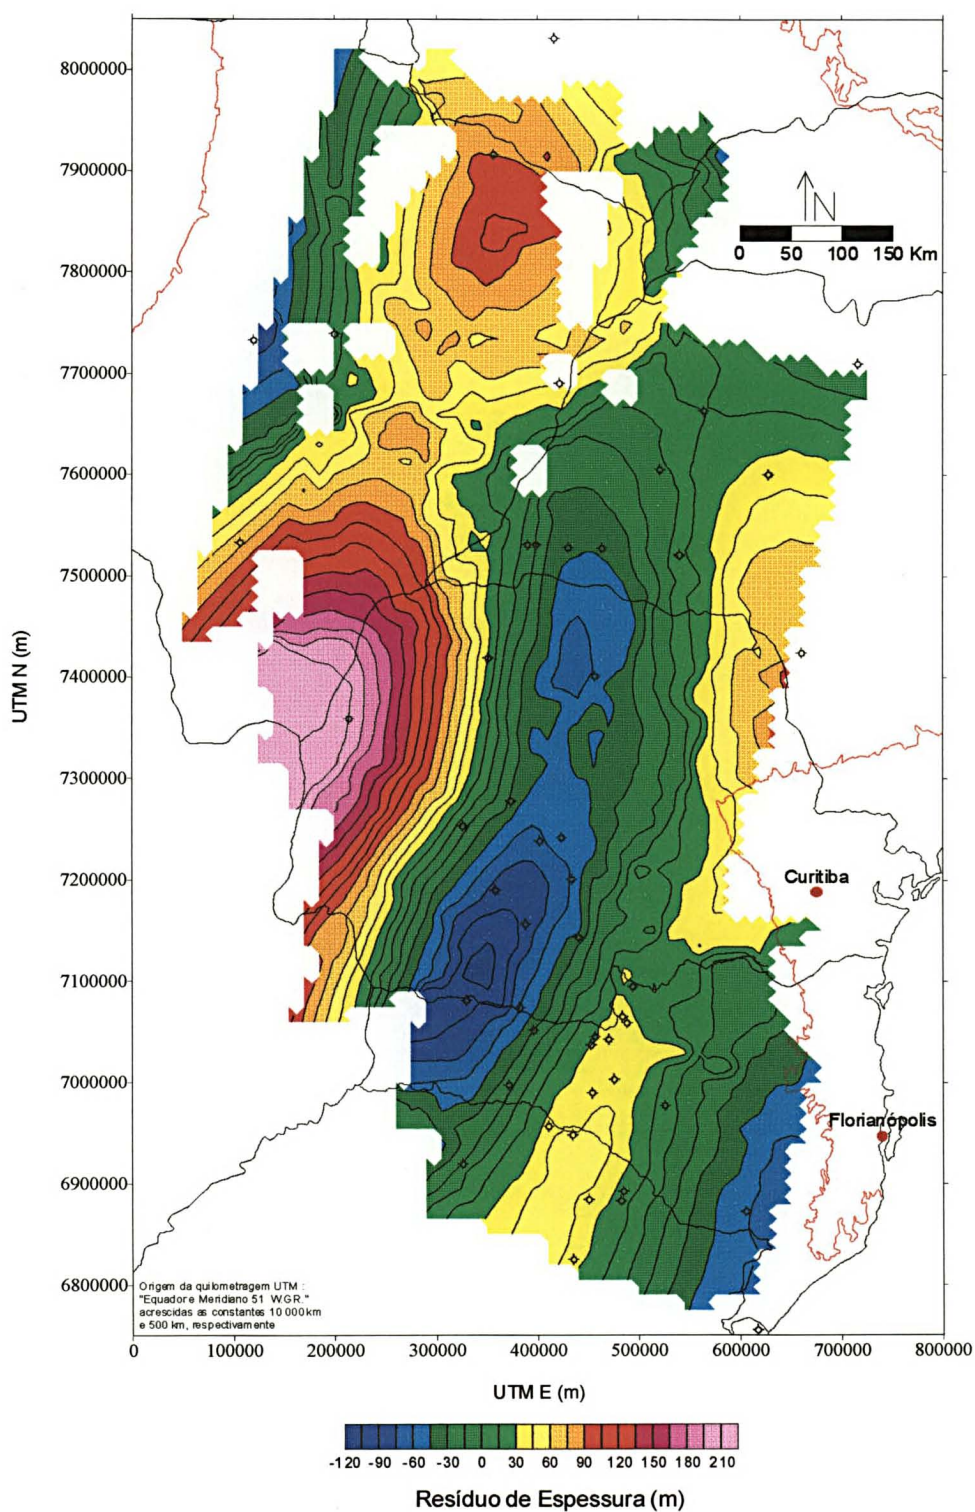 8000000
7900000
7800000
7700000
7600000
7500000
7400000
7300000
7200000
7100000
7000000
6900000
6800000
UTM N (m)
N
0 50 100 150 Km
Curitiba
Florianópolis
Origem da quilometragem UTM :
"Equador e Meridiano 51 W.GR."
acrescidas as constantes 10 000 km
e 500 km, respectivamente
0 100000 200000 300000 400000 500000 600000 700000 800000
UTM E (m)
-120 -90 -60 -30 0 30 60 90 120 150 180 210
Resíduo de Espessura (m)